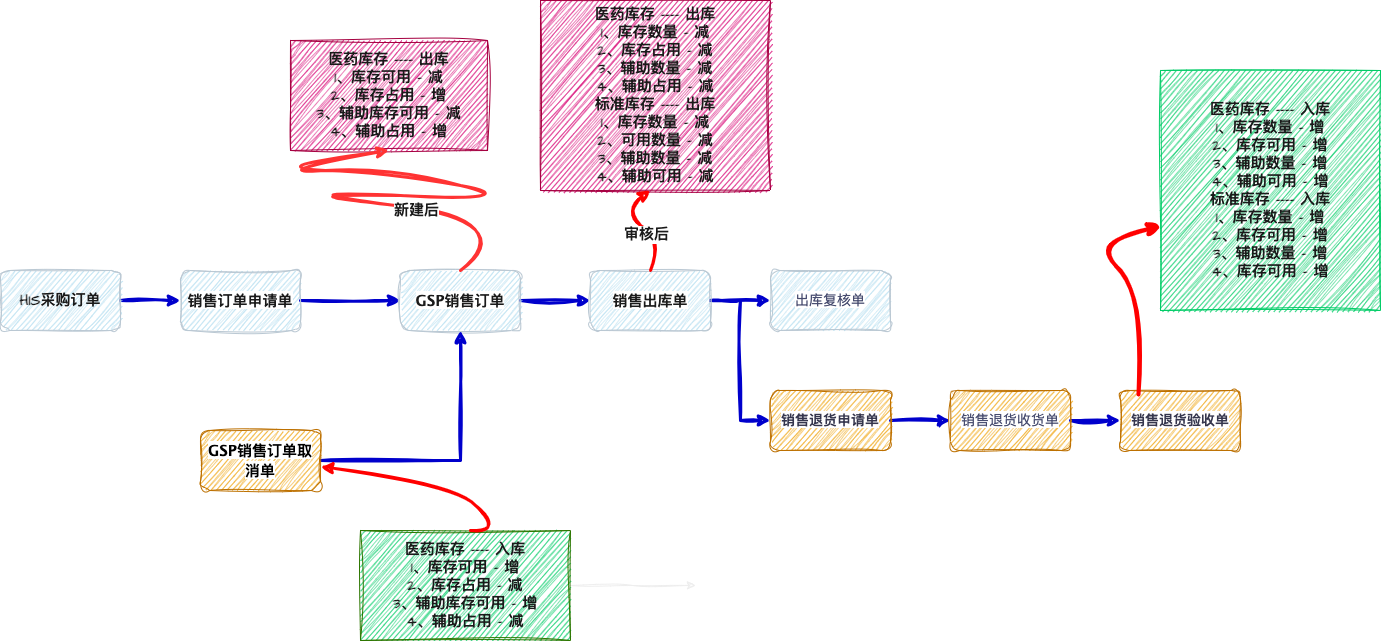 医药库存 ---- 出库
1、库存可用 - 减
2、库存占用 - 增
3、辅助库存可用 - 减
4、辅助占用 - 增
医药库存 ---- 出库
1、库存数量 - 减
2、库存占用 - 减
3、辅助数量 - 减
4、辅助占用 - 减
标准库存 ---- 出库
1、库存数量 - 减
2、可用数量 - 减
3、辅助数量 - 减
4、辅助可用 - 减
医药库存 ---- 入库
1、库存数量 - 增
2、库存可用 - 增
3、辅助数量 - 增
4、辅助可用 - 增
标准库存 ---- 入库
1、库存数量 - 增
2、库存可用 - 增
3、辅助数量 - 增
4、库存可用 - 增
新建后
审核后
HIS采购订单
销售订单申请单
GSP销售订单
销售出库单
出库复核单
销售退货申请单
销售退货收货单
销售退货验收单
GSP销售订单取
消单
医药库存 ---- 入库
1、库存可用 - 增
2、库存占用 - 减
3、辅助库存可用 - 增
4、辅助占用 - 减